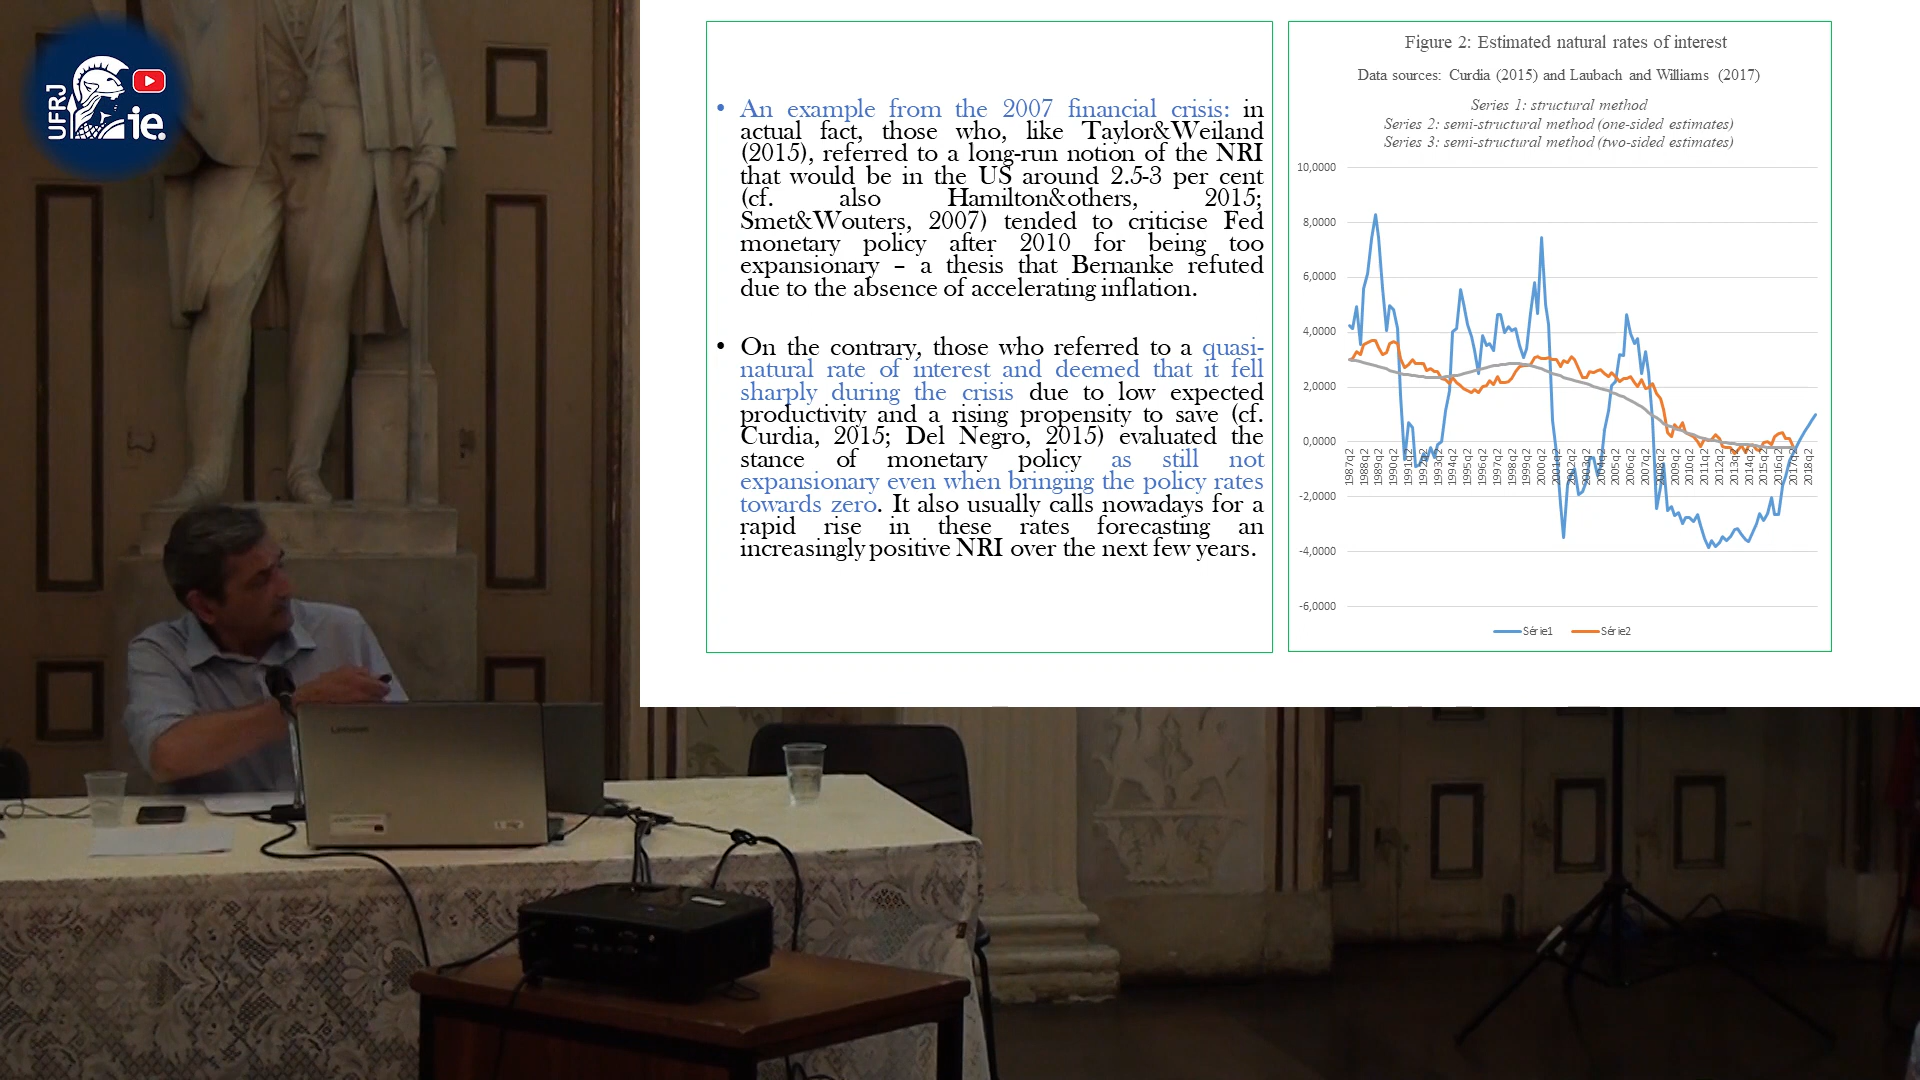 UFRJ
ie.
• An example from the 2007 financial crisis: in
actual fact, those who, like Taylor&Weiland
(2015), referred to a long-run notion of the NRI
that would be in the US around 2.5-3 per cent
(cf. also Hamilton&others, 2015;
Smet&Wouters, 2007) tended to criticise Fed
monetary policy after 2010 for being too
expansionary – a thesis that Bernanke refuted
due to the absence of accelerating inflation.
• On the contrary, those who referred to a quasi-
natural rate of interest and deemed that it fell
sharply during the crisis due to low expected
productivity and a rising propensity to save (cf.
Curdia, 2015; Del Negro, 2015) evaluated the
stance of monetary policy as still not
expansionary even when bringing the policy rates
towards zero. It also usually calls nowadays for a
rapid rise in these rates forecasting an
increasingly positive NRI over the next few years.
Figure 2: Estimated natural rates of interest
Data sources: Curdia (2015) and Laubach and Williams (2017)
Series 1: structural method
Series 2: semi-structural method (one-sided estimates)
Series 3: semi-structural method (two-sided estimates)
10,0000
8,0000
6,0000
4,0000
2,0000
0,0000
-2,0000
-4,0000
-6,0000
1987q2
1988q2
1989q2
1990q2
1991q2
1992q2
1993q2
1994q2
1995q2
1996q2
1997q2
1998q2
1999q2
2000q2
2001q2
2002q2
2003q2
2004q2
2005q2
2006q2
2007q2
2008q2
2009q2
2010q2
2011q2
2012q2
2013q2
2014q2
2015q2
2016q2
2017q2
2018q2
Série1 Série2
Lenovo